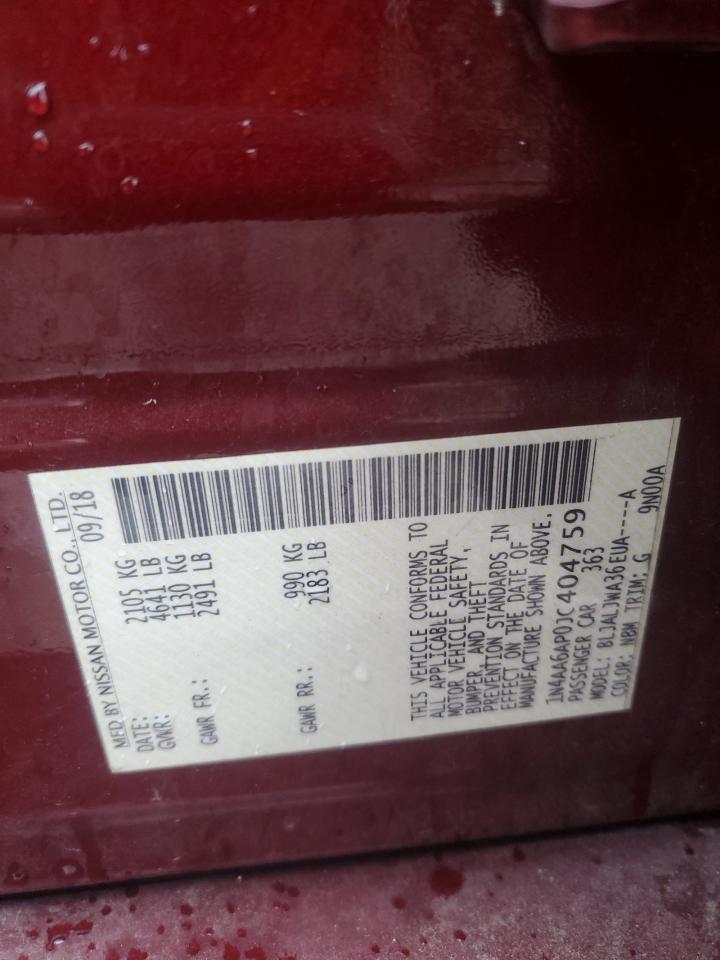 MFD BY NISSAN MOTOR CO., LTD.
DATE: 09/18
GVWR: 2105 KG
4641 LB
GAWR FR.: 1130 KG
2491 LB
GAWR RR.: 990 KG
2183 LB
THIS VEHICLE CONFORMS TO
ALL APPLICABLE FEDERAL
MOTOR VEHICLE SAFETY,
BUMPER, AND THEFT
PREVENTION STANDARDS IN
EFFECT ON THE DATE OF
MANUFACTURE SHOWN ABOVE.
1N4AA6AP0JC404759
PASSENGER CAR 363
MODEL: BLJALJWA36EUA----A
COLOR: NBM TRIM: G 9N00A